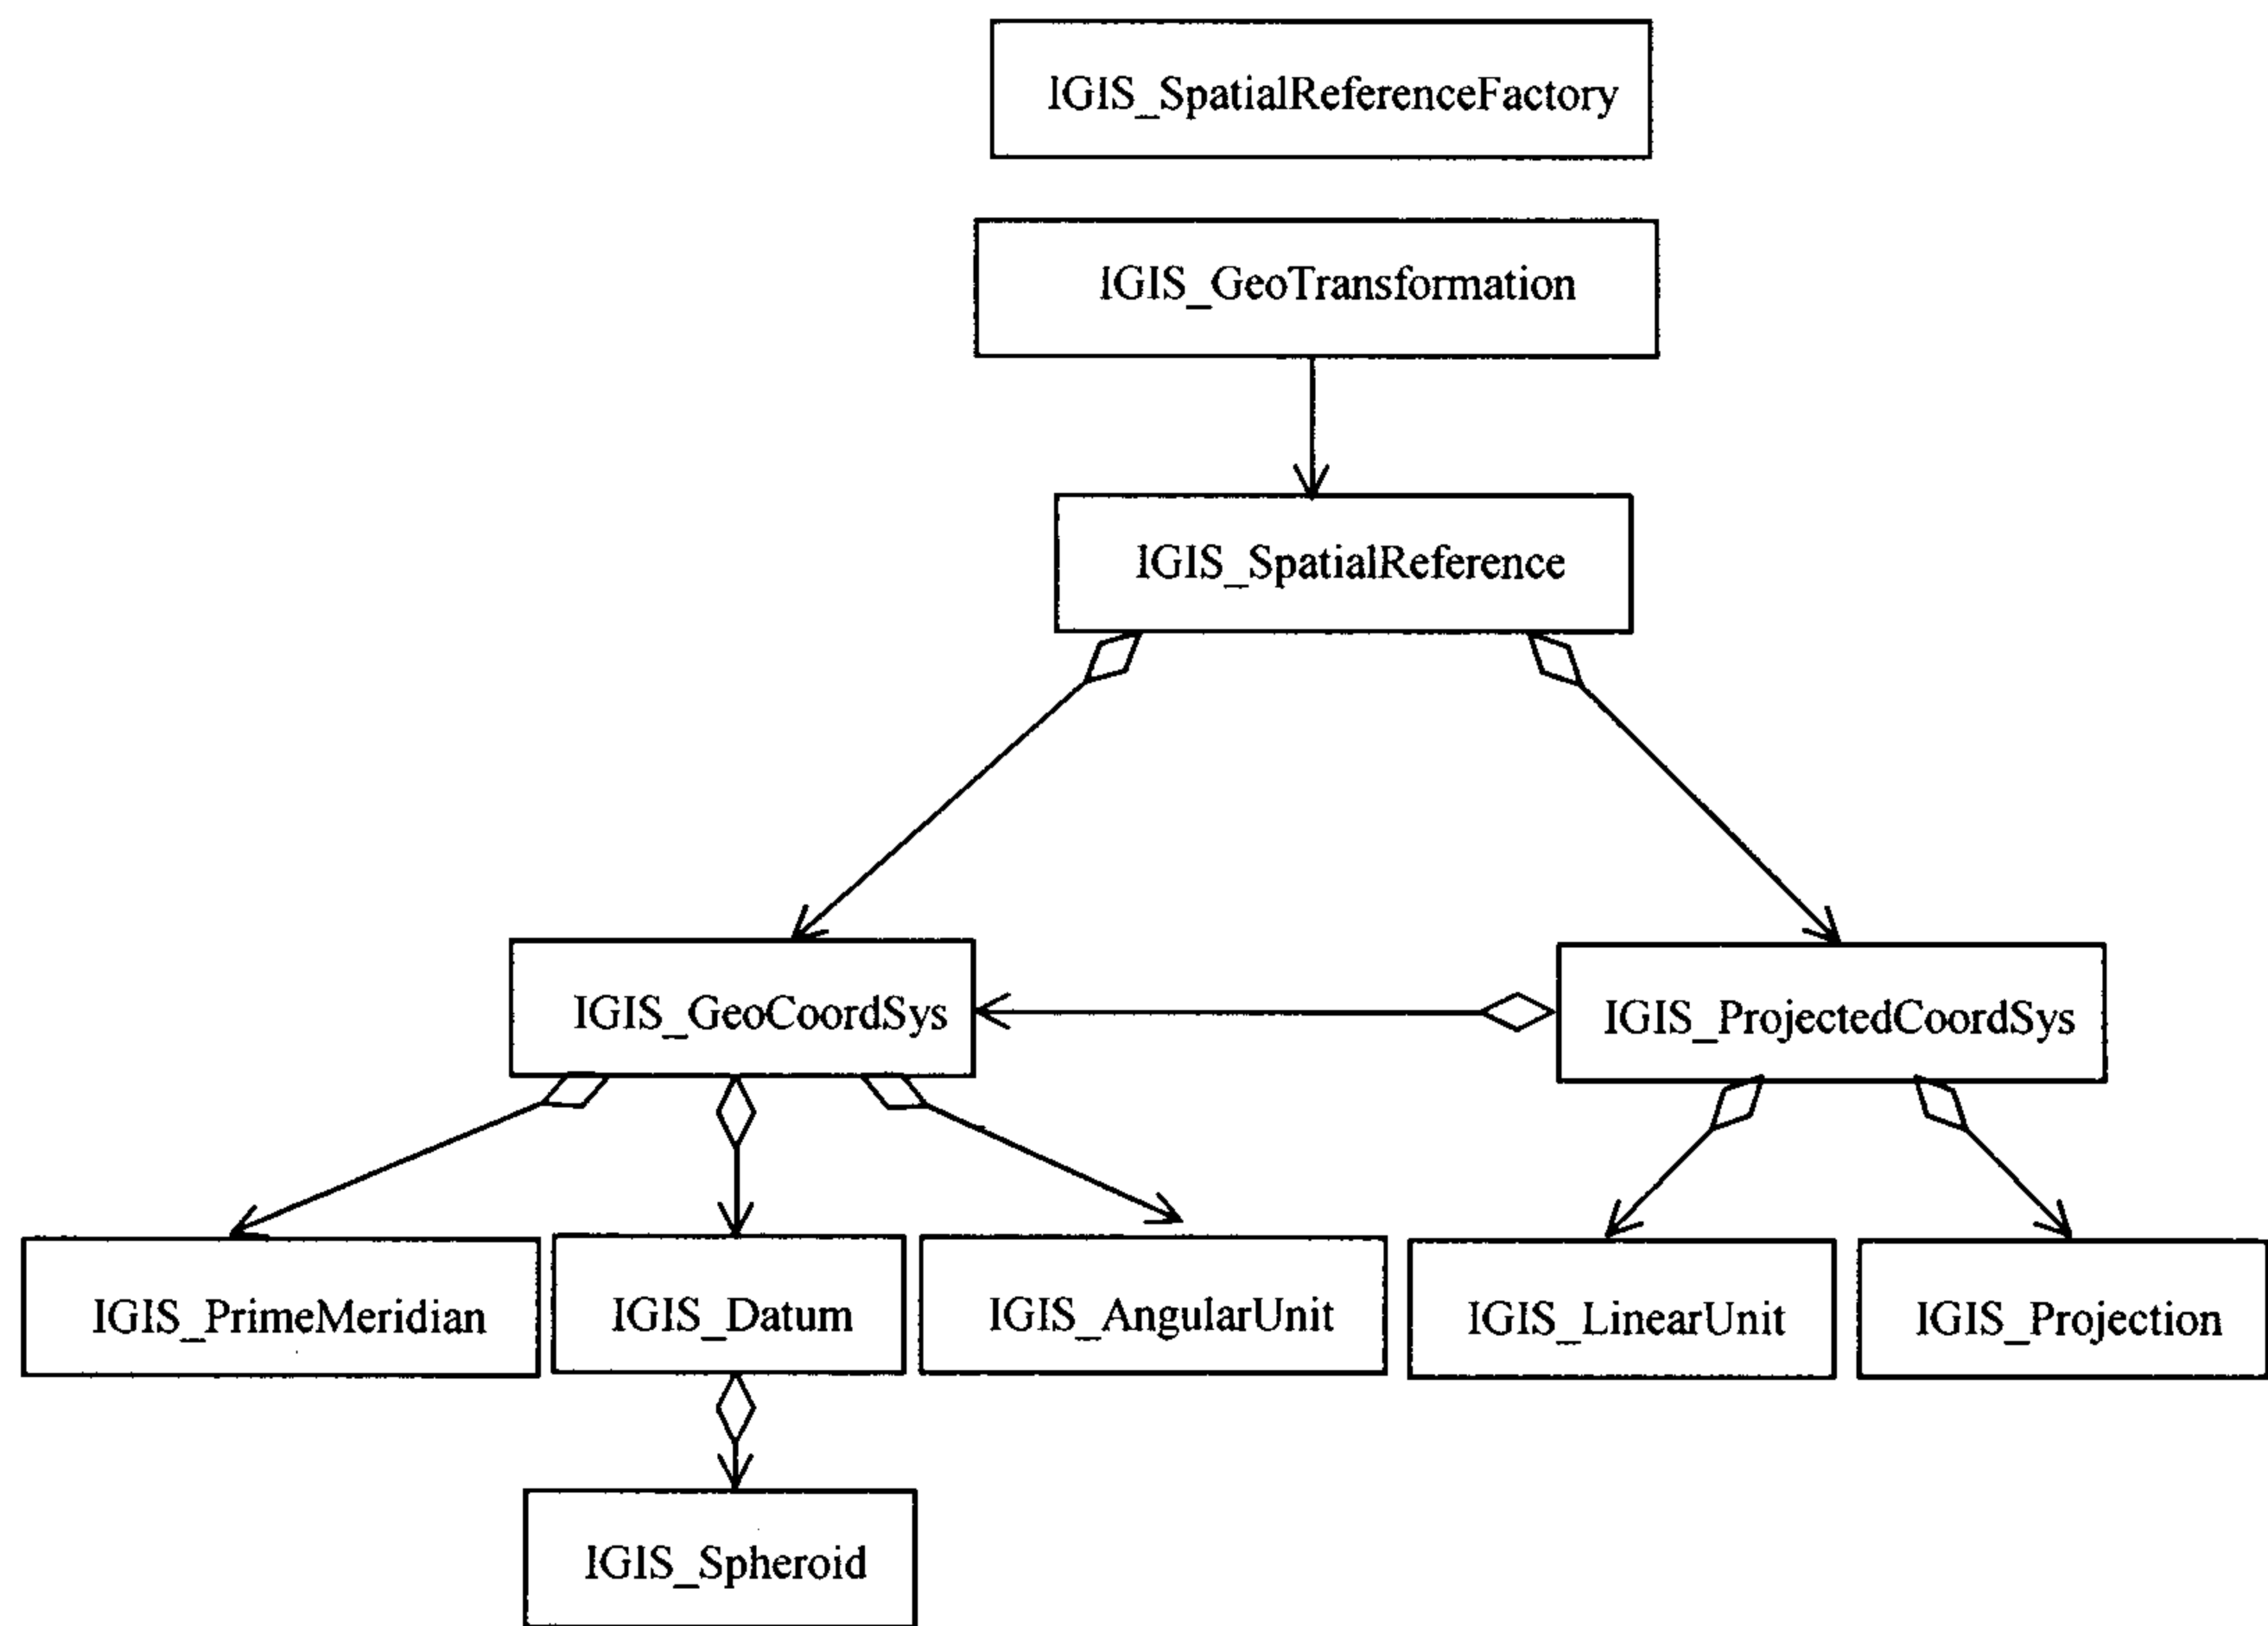 IGIS_SpatialReferenceFactory
IGIS_GeoTransformation
IGIS_SpatialReference
IGIS_GeoCoordSys
IGIS_ProjectedCoordSys
IGIS_PrimeMeridian
IGIS_Datum
IGIS_AngularUnit
IGIS_LinearUnit
IGIS_Projection
IGIS_Spheroid